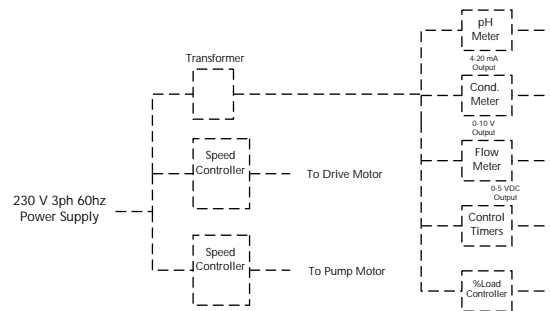 Transformer
Speed
Controller
To Drive Motor
230 V 3ph 60hz
Power Supply
Speed
Controller
To Pump Motor
pH
Meter
4-20 mA
Output
Cond.
Meter
0-10 V
Output
Flow
Meter
0-5 VDC
Output
Control
Timers
%Load
Controller